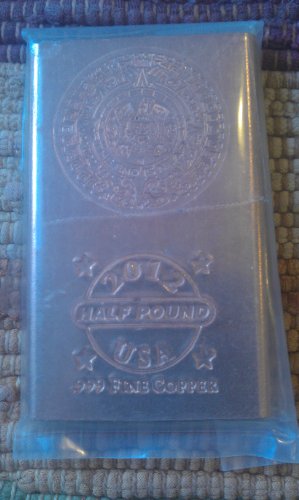 2012
HALF POUND
USA
.999 FINE COPPER